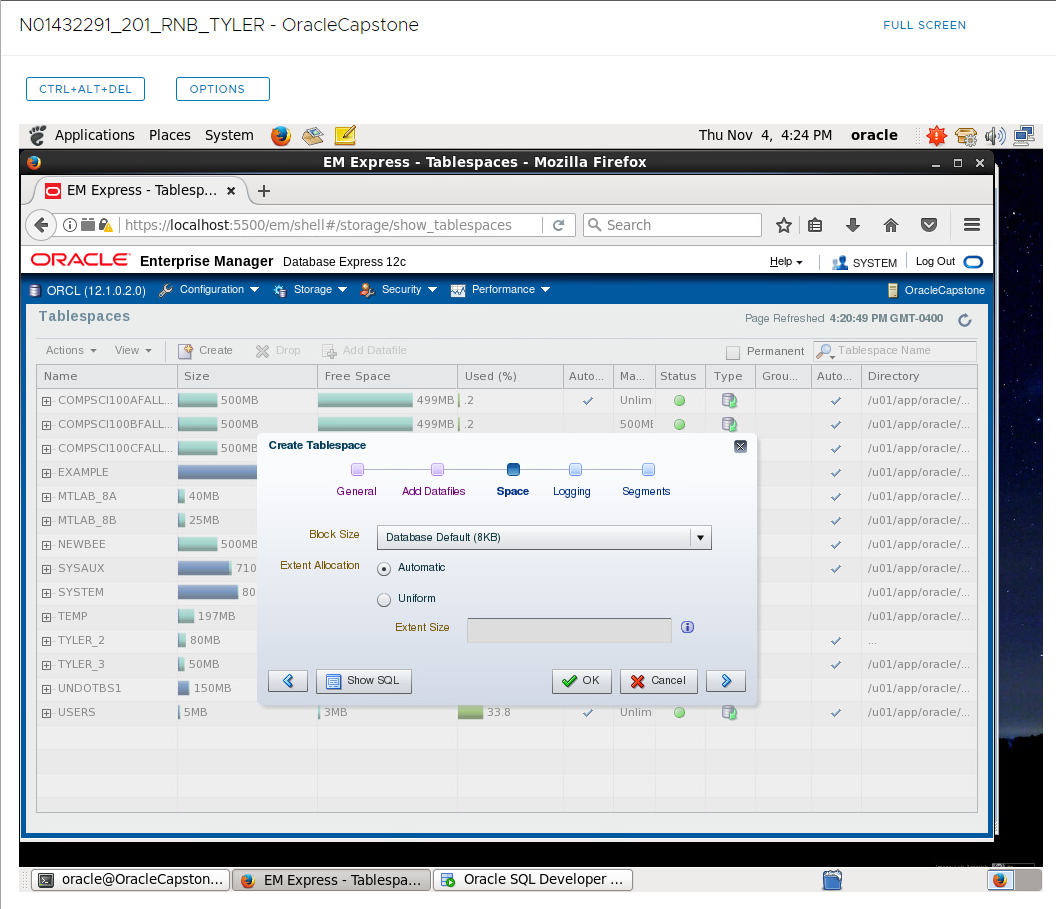 N01432291_201_RNB_TYLER - OracleCapstone
FULL SCREEN
CTRL+ALT+DEL
OPTIONS
Applications Places System
Thu Nov 4, 4:24 PM oracle
EM Express - Tablespaces - Mozilla Firefox
EM Express - Tablesp...
https://localhost:5500/em/shell#/storage/show_tablespaces
Search
ORACLE Enterprise Manager Database Express 12c
Help SYSTEM Log Out
ORCL (12.1.0.2.0) Configuration Storage Security Performance OracleCapstone
Tablespaces
Page Refreshed 4:20:49 PM GMT-0400
Actions View Create Drop Add Datafile Permanent Tablespace Name
Name Size Free Space Used (%) Auto... Ma... Status Type Grou... Auto... Directory
COMPSCI100AFALL... 500MB 499MB .2 Unlim /u01/app/oracle/...
COMPSCI100BFALL... 500MB 499MB .2 500ME /u01/app/oracle/...
COMPSCI100CFALL... 500MB /u01/app/oracle/...
EXAMPLE /u01/app/oracle/...
MTLAB_8A 40MB /u01/app/oracle/...
MTLAB_8B 25MB /u01/app/oracle/...
NEWBEE 500MB /u01/app/oracle/...
SYSAUX 710 /u01/app/oracle/...
SYSTEM 80 /u01/app/oracle/...
TEMP 197MB /u01/app/oracle/...
TYLER_2 80MB ...
TYLER_3 50MB /u01/app/oracle/...
UNDOTBS1 150MB /u01/app/oracle/...
USERS 5MB 3MB 33.8 Unlim /u01/app/oracle/...
Create Tablespace
General Add Datafiles Space Logging Segments
Block Size Database Default (8KB)
Extent Allocation Automatic
Uniform
Extent Size
Show SQL OK Cancel
oracle@OracleCapston...
EM Express - Tablespa...
Oracle SQL Developer ...